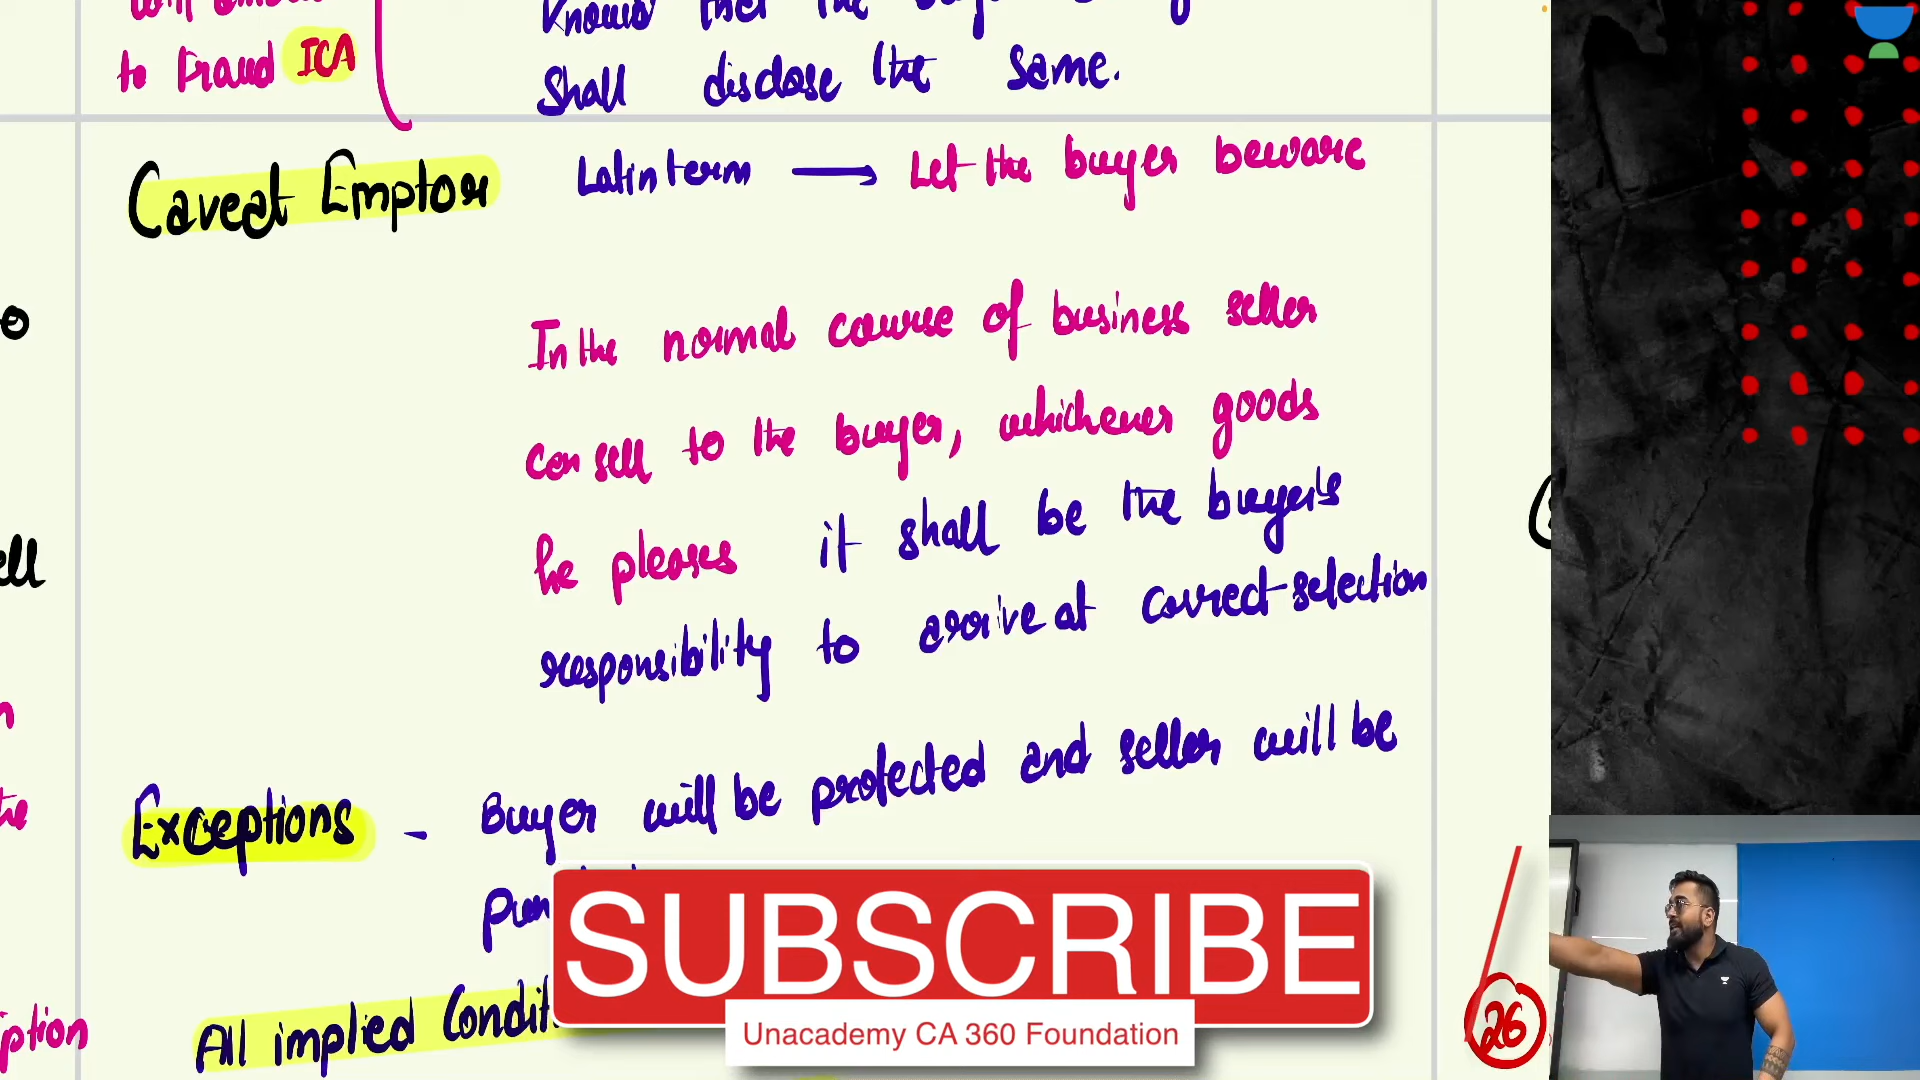 to Fraud ICA
Shall disclose the same.
Caveat Emptor
Latin term → Let the buyer beware
In the normal course of business seller
can sell to the buyer, whichever goods
he pleases it shall be the buyer's
responsibility to arrive at correct selection
Exceptions - Buyer will be protected and seller will be
All implied
SUBSCRIBE
Unacademy CA 360 Foundation
26